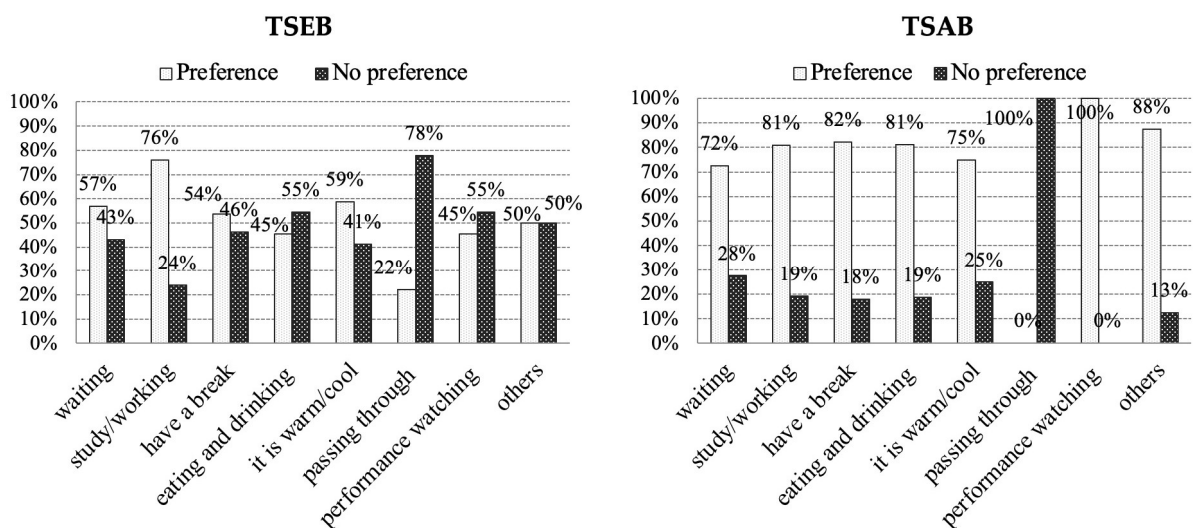 TSEB
Preference No preference
100%
90%
80%
70%
60%
50%
40%
30%
20%
10%
0%
57% 43% 76% 24% 54% 46% 45% 55% 59% 41% 22% 78% 45% 55% 50% 50%
waiting
study/working
have a break
eating and drinking
it is warm/cool
passing through
performance watching
others
TSAB
Preference No preference
100%
90%
80%
70%
60%
50%
40%
30%
20%
10%
0%
72% 28% 81% 19% 82% 18% 81% 19% 75% 25% 0% 100% 100% 0% 88% 13%
waiting
study/working
have a break
eating and drinking
it is warm/cool
passing through
performance watching
others